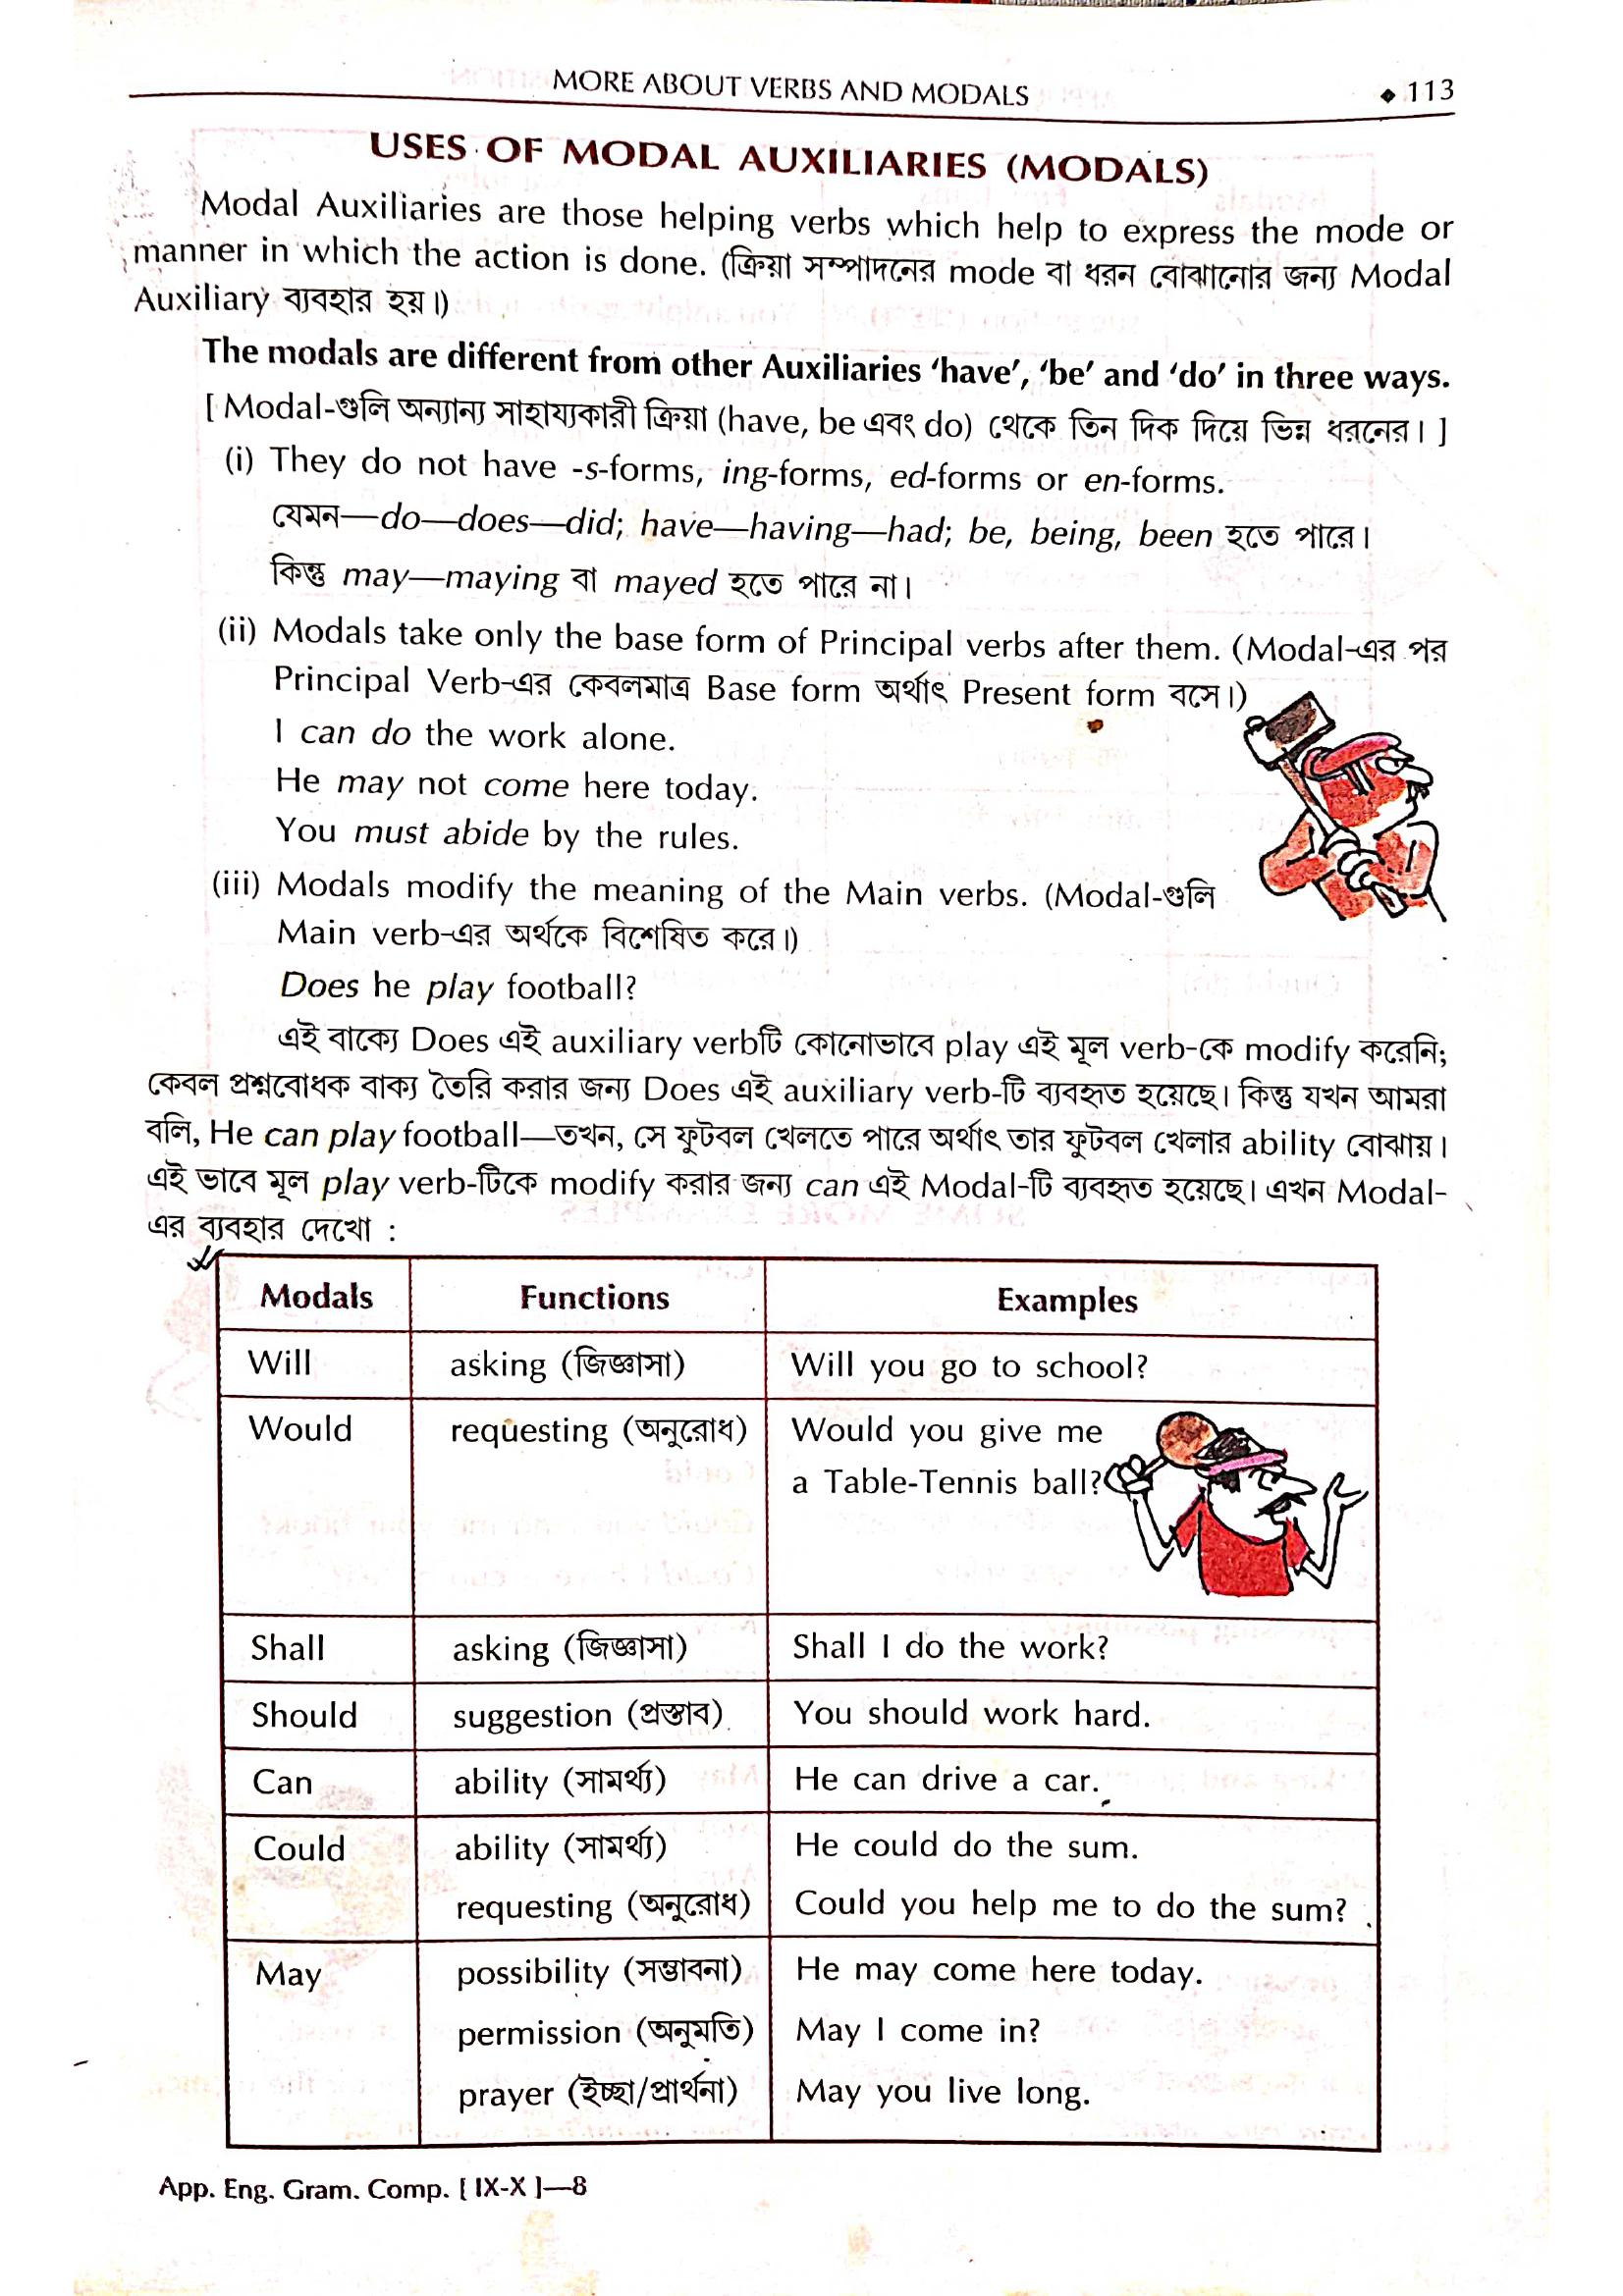 MORE ABOUT VERBS AND MODALS ◆ 113
USES OF MODAL AUXILIARIES (MODALS)
Modal Auxiliaries are those helping verbs which help to express the mode or
manner in which the action is done. (ক্রিয়া সম্পাদনের mode বা ধরন বোঝানোর জন্য Modal
Auxiliary ব্যবহার হয়।)
The modals are different from other Auxiliaries ‘have’, ‘be’ and ‘do’ in three ways.
[ Modal-গুলি অন্যান্য সাহায্যকারী ক্রিয়া (have, be এবং do) থেকে তিন দিক দিয়ে ভিন্ন ধরনের। ]
(i) They do not have -s-forms, ing-forms, ed-forms or en-forms.
যেমন—do—does—did; have—having—had; be, being, been হতে পারে।
কিন্তু may—maying বা mayed হতে পারে না।
(ii) Modals take only the base form of Principal verbs after them. (Modal-এর পর
Principal Verb-এর কেবলমাত্র Base form অর্থাৎ Present form বসে।)
I can do the work alone.
He may not come here today.
You must abide by the rules.
(iii) Modals modify the meaning of the Main verbs. (Modal-গুলি
Main verb-এর অর্থকে বিশেষিত করে।)
Does he play football?
এই বাক্যে Does এই auxiliary verbটি কোনোভাবে play এই মূল verb-কে modify করেনি;
কেবল প্রশ্নবোধক বাক্য তৈরি করার জন্য Does এই auxiliary verb-টি ব্যবহৃত হয়েছে। কিন্তু যখন আমরা
বলি, He can play football—তখন, সে ফুটবল খেলতে পারে অর্থাৎ তার ফুটবল খেলার ability বোঝায়।
এই ভাবে মূল play verb-টিকে modify করার জন্য can এই Modal-টি ব্যবহৃত হয়েছে। এখন Modal-
এর ব্যবহার দেখো :
Modals Functions Examples
Will asking (জিজ্ঞাসা) Will you go to school?
Would requesting (অনুরোধ) Would you give me
a Table-Tennis ball?
Shall asking (জিজ্ঞাসা) Shall I do the work?
Should suggestion (প্রস্তাব) You should work hard.
Can ability (সামর্থ্য) He can drive a car.
Could ability (সামর্থ্য) He could do the sum.
requesting (অনুরোধ) Could you help me to do the sum?
May possibility (সম্ভাবনা) He may come here today.
permission (অনুমতি) May I come in?
prayer (ইচ্ছা/প্রার্থনা) May you live long.
App. Eng. Gram. Comp. [ IX-X ]—8